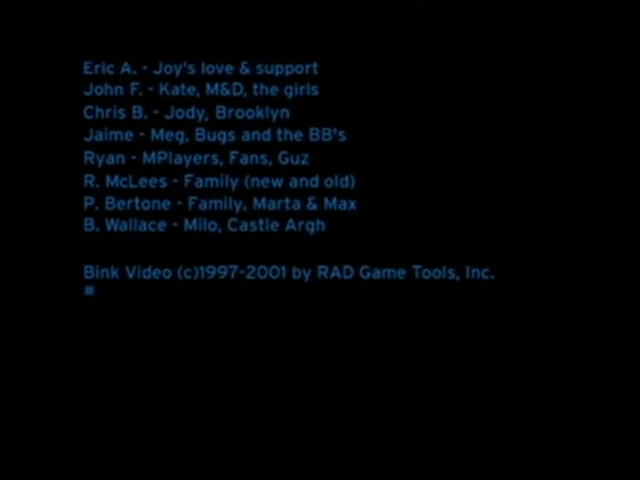 Eric A. - Joy's love & support
John F. - Kate, M&D, the girls
Chris B. - Jody, Brooklyn
Jaime - Meg, Bugs and the BB's
Ryan - MPlayers, Fans, Guz
R. McLees - Family (new and old)
P. Bertone - Family, Marta & Max
B. Wallace - Milo, Castle Argh
Bink Video (c)1997-2001 by RAD Game Tools, Inc.